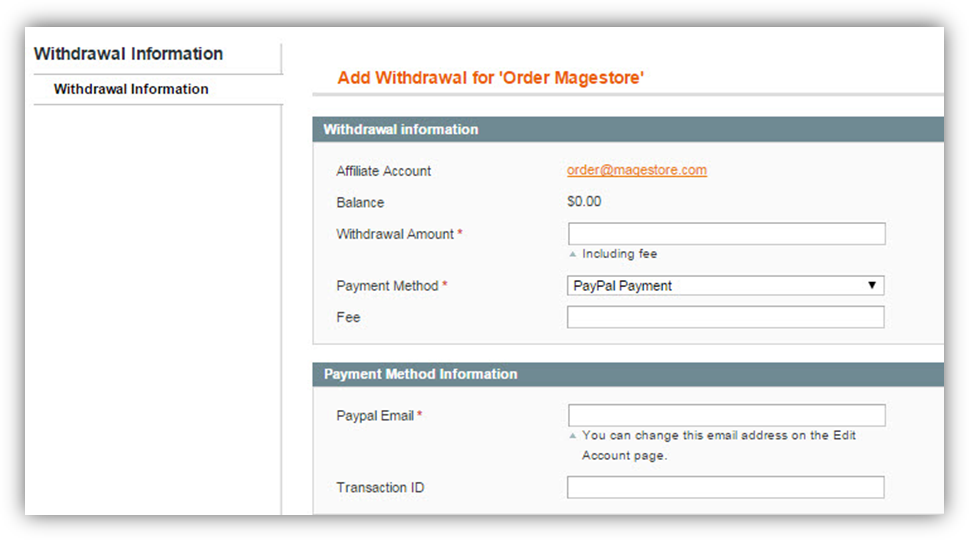 Withdrawal Information
Withdrawal Information
Add Withdrawal for 'Order Magestore'
Withdrawal information
Affiliate Account order@magestore.com
Balance $0.00
Withdrawal Amount *
Including fee
Payment Method * PayPal Payment
Fee
Payment Method Information
Paypal Email *
You can change this email address on the Edit
Account page.
Transaction ID